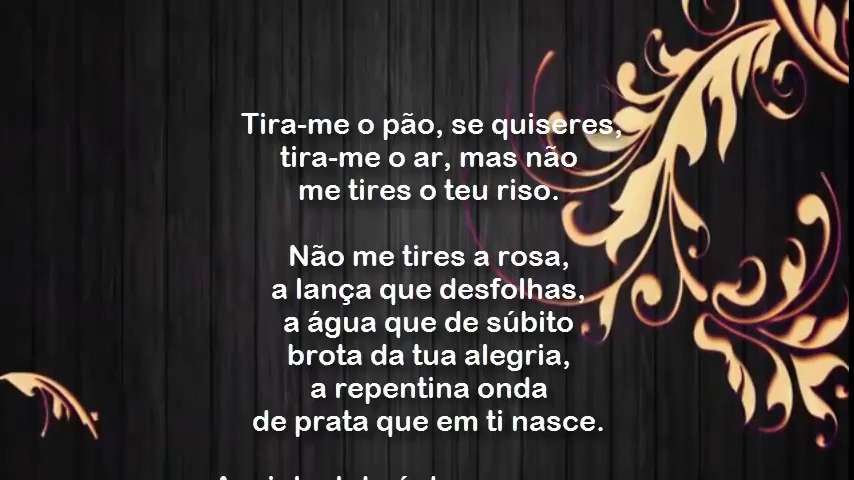 Tira-me o pão, se quiseres,
tira-me o ar, mas não
me tires o teu riso.
Não me tires a rosa,
a lança que desfolhas,
a água que de súbito
brota da tua alegria,
a repentina onda
de prata que em ti nasce.